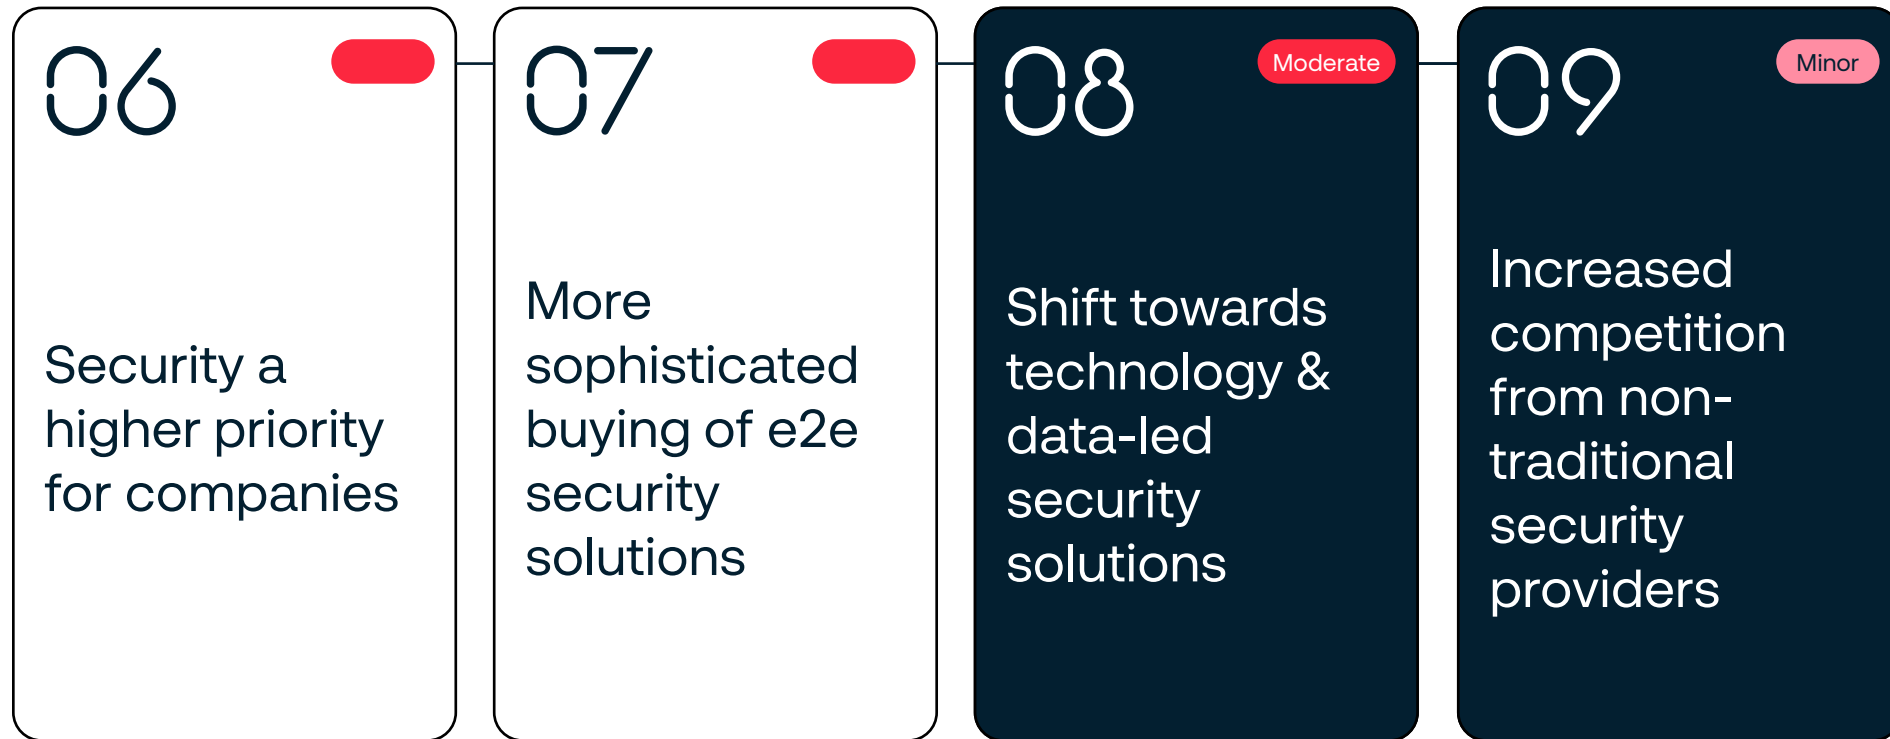 06
Security a
higher priority
for companies
07
More
sophisticated
buying of e2e
security
solutions
08
Moderate
Shift towards
technology &
data-led
security
solutions
09
Minor
Increased
competition
from non-
traditional
security
providers